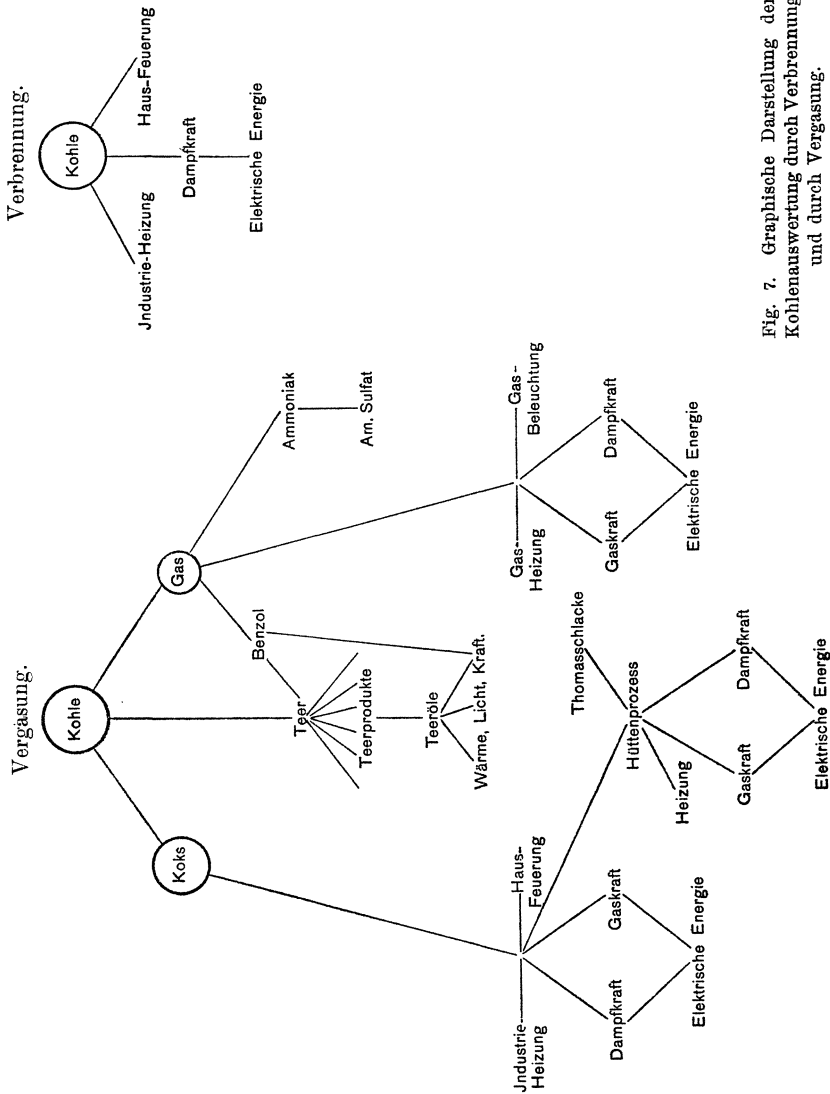 Vergasung.
Kohle
Koks
Gas
Benzol
Ammoniak
Teer
Am. Sulfat
Teerprodukte
Teeröle
Wärme, Licht, Kraft.
Jndustrie-
Heizung
Haus-
Feuerung
Dampfkraft
Gaskraft
Elektrische Energie
Thomasschlacke
Hüttenprozess
Heizung
Gaskraft
Dampfkraft
Elektrische Energie
Gas-
Heizung
Gas-
Beleuchtung
Gaskraft
Dampfkraft
Elektrische Energie
Verbrennung.
Kohle
Jndustrie-Heizung
Haus-Feuerung
Dampfkraft
Elektrische Energie
Fig. 7. Graphische Darstellung der
Kohlenauswertung durch Verbrennung
und durch Vergasung.